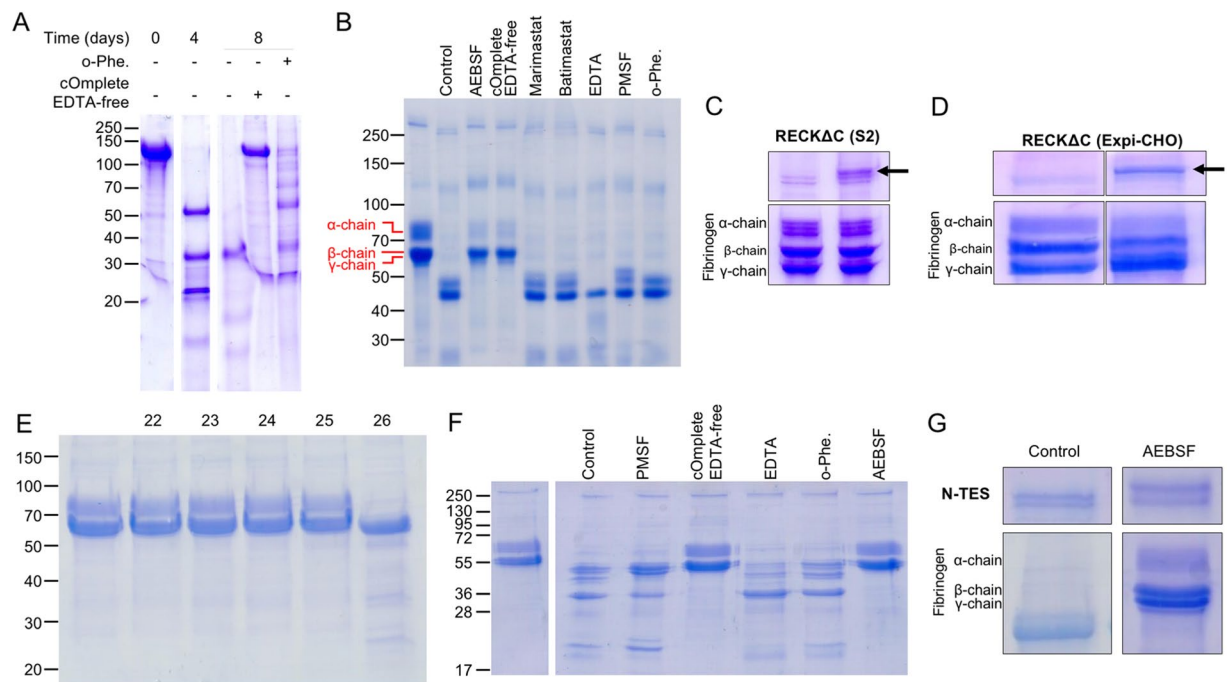 A
Time (days) 0 4 8
o-Phe. - - - - +
cOmplete
EDTA-free - - - + -
250
150
100
70
50
40
30
20
B
Control
AEBSF
cOmplete
EDTA-free
Marimastat
Batimastat
EDTA
PMSF
o-Phe.
250
150
100
α-chain
70
β-chain
γ-chain
50
40
30
C
RECKΔC (S2)
Fibrinogen
α-chain
β-chain
γ-chain
D
RECKΔC (Expi-CHO)
Fibrinogen
α-chain
β-chain
γ-chain
E
22 23 24 25 26
150
100
70
50
40
30
20
F
Control
PMSF
cOmplete
EDTA-free
EDTA
o-Phe.
AEBSF
250
130
95
72
55
36
28
17
G
Control AEBSF
N-TES
Fibrinogen
α-chain
β-chain
γ-chain